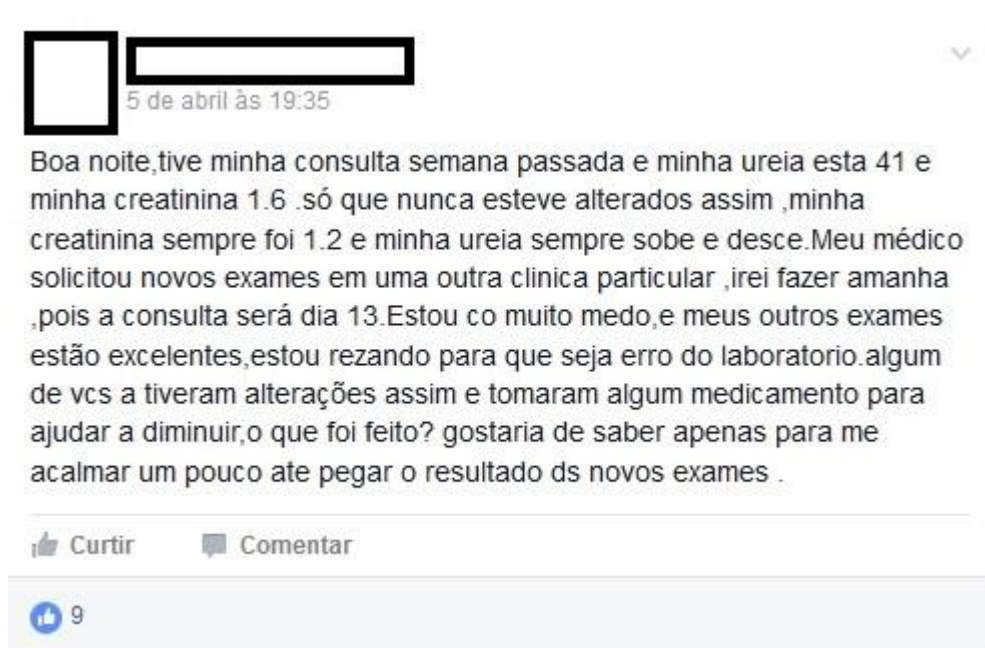 5 de abril às 19:35
Boa noite,tive minha consulta semana passada e minha ureia esta 41 e
minha creatinina 1.6 .só que nunca esteve alterados assim ,minha
creatinina sempre foi 1.2 e minha ureia sempre sobe e desce.Meu médico
solicitou novos exames em uma outra clinica particular ,irei fazer amanha
,pois a consulta será dia 13.Estou co muito medo,e meus outros exames
estão excelentes,estou rezando para que seja erro do laboratorio.algum
de vcs a tiveram alterações assim e tomaram algum medicamento para
ajudar a diminuir,o que foi feito? gostaria de saber apenas para me
acalmar um pouco ate pegar o resultado ds novos exames .
Curtir Comentar
9